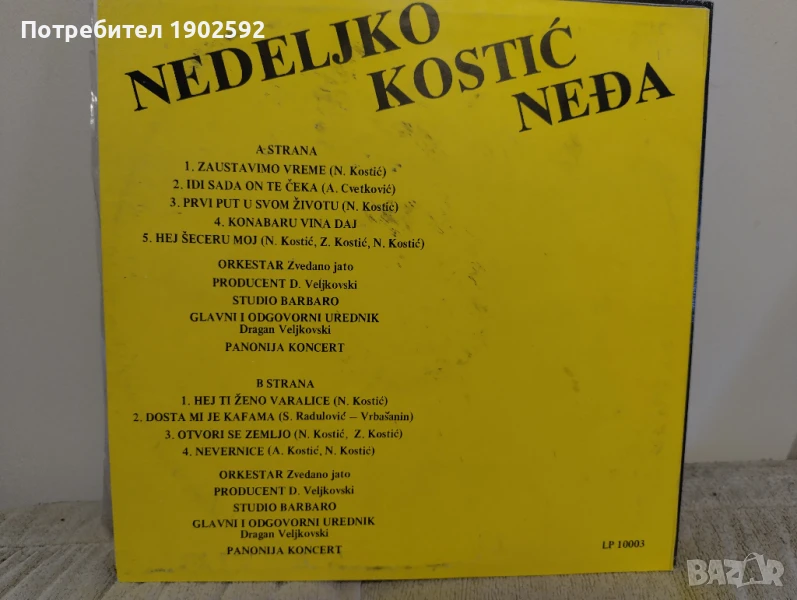 Потребител 1902592
NEDELJKO
KOSTIĆ
NEĐA
A STRANA
1. ZAUSTAVIMO VREME (N. Kostić)
2. IDI SADA ON TE ČEKA (A. Cvetković)
3. PRVI PUT U SVOM ŽIVOTU (N. Kostić)
4. KONABARU VINA DAJ
5. HEJ ŠECERU MOJ (N. Kostić, Z. Kostić, N. Kostić)
ORKESTAR Zvedano jato
PRODUCENT D. Veljkovski
STUDIO BARBARO
GLAVNI I ODGOVORNI UREDNIK
Dragan Veljkovski
PANONIJA KONCERT
B STRANA
1. HEJ TI ŽENO VARALICE (N. Kostić)
2. DOSTA MI JE KAFAMA (S. Radulović – Vrbašanin)
3. OTVORI SE ZEMLJO (N. Kostić, Z. Kostić)
4. NEVERNICE (A. Kostić, N. Kostić)
ORKESTAR Zvedano jato
PRODUCENT D. Veljkovski
STUDIO BARBARO
GLAVNI I ODGOVORNI UREDNIK
Dragan Veljkovski
PANONIJA KONCERT
LP 10003
BAZAR